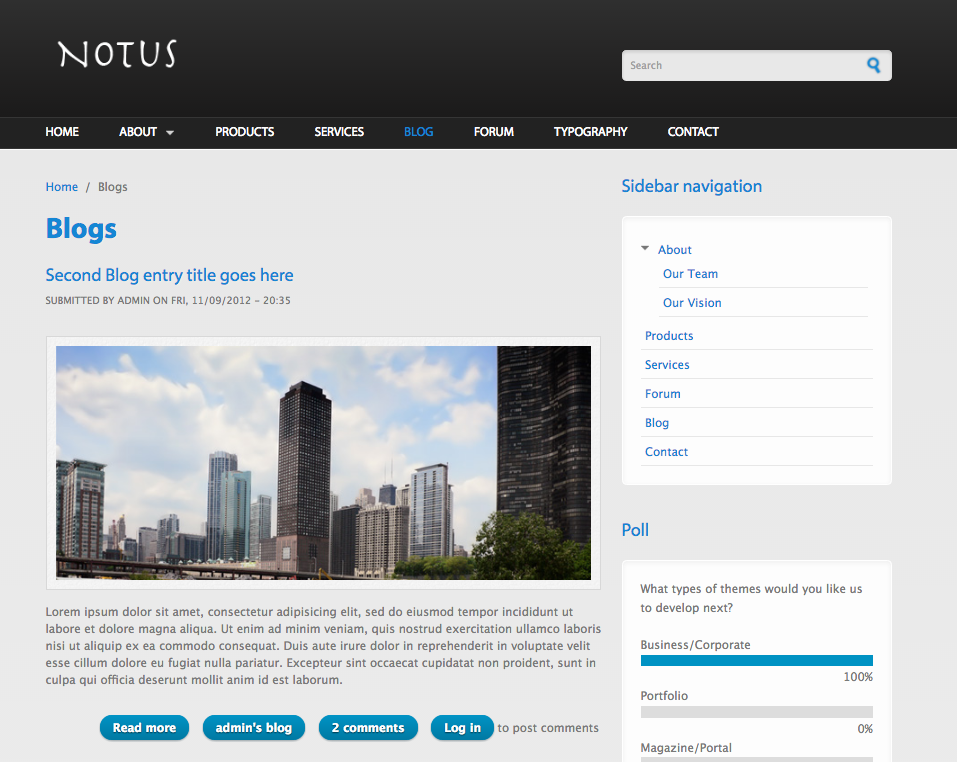 NOTUS
Search
HOME ABOUT PRODUCTS SERVICES BLOG FORUM TYPOGRAPHY CONTACT
Home / Blogs
Blogs
Second Blog entry title goes here
SUBMITTED BY ADMIN ON FRI, 11/09/2012 – 20:35
Lorem ipsum dolor sit amet, consectetur adipisicing elit, sed do eiusmod tempor incididunt ut
labore et dolore magna aliqua. Ut enim ad minim veniam, quis nostrud exercitation ullamco laboris
nisi ut aliquip ex ea commodo consequat. Duis aute irure dolor in reprehenderit in voluptate velit
esse cillum dolore eu fugiat nulla pariatur. Excepteur sint occaecat cupidatat non proident, sunt in
culpa qui officia deserunt mollit anim id est laborum.
Read more admin's blog 2 comments Log in to post comments
Sidebar navigation
About
Our Team
Our Vision
Products
Services
Forum
Blog
Contact
Poll
What types of themes would you like us
to develop next?
Business/Corporate
100%
Portfolio
0%
Magazine/Portal